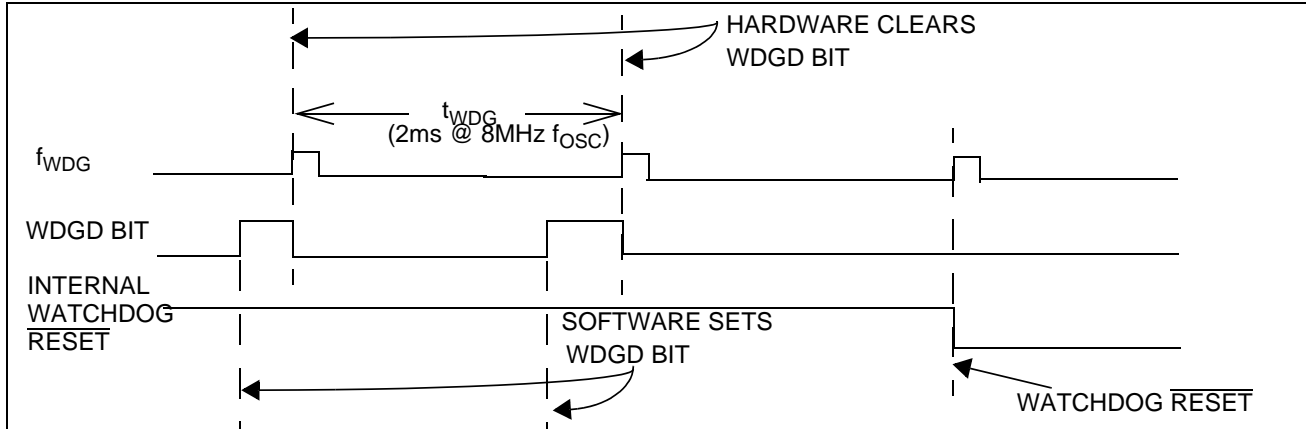 HARDWARE CLEARS
WDGD BIT
tWDG
(2ms @ 8MHz fOSC)
fWDG
WDGD BIT
INTERNAL
WATCHDOG
RESET
SOFTWARE SETS
WDGD BIT
WATCHDOG RESET